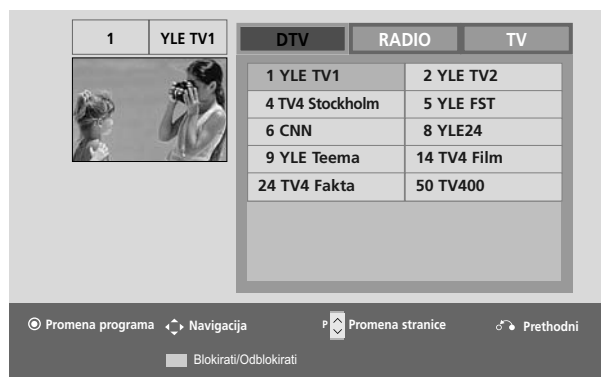 1 YLE TV1
DTV RADIO TV
1 YLE TV1 2 YLE TV2
4 TV4 Stockholm 5 YLE FST
6 CNN 8 YLE24
9 YLE Teema 14 TV4 Film
24 TV4 Fakta 50 TV400
Promena programa Navigacija P Promena stranice Prethodni
Blokirati/Odblokirati